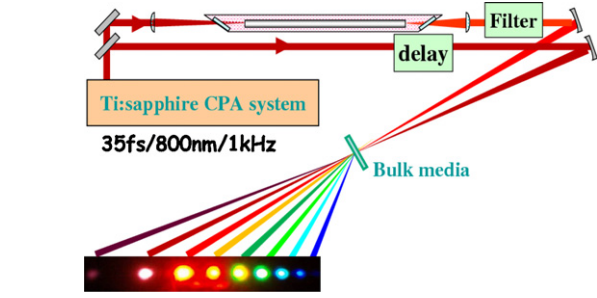 Filter
delay
Ti:sapphire CPA system
35fs/800nm/1kHz
Bulk media